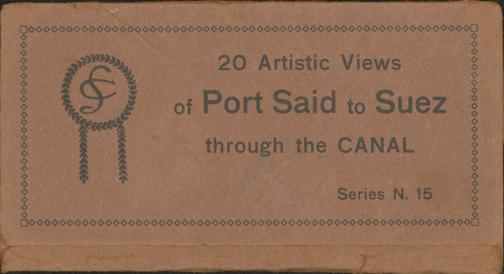 20 Artistic Views
of Port Said to Suez
through the CANAL
Series N. 15